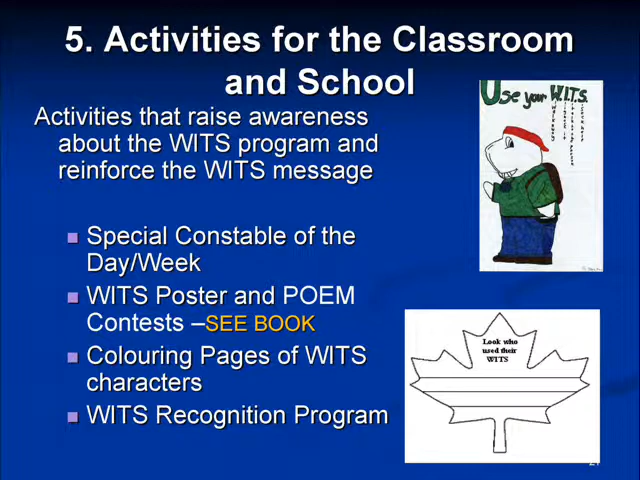 5. Activities for the Classroom
and School
Activities that raise awareness
about the WITS program and
reinforce the WITS message
Special Constable of the
Day/Week
WITS Poster and POEM
Contests –SEE BOOK
Colouring Pages of WITS
characters
WITS Recognition Program
Use your W.I.T.S.
Look who
used their
WITS